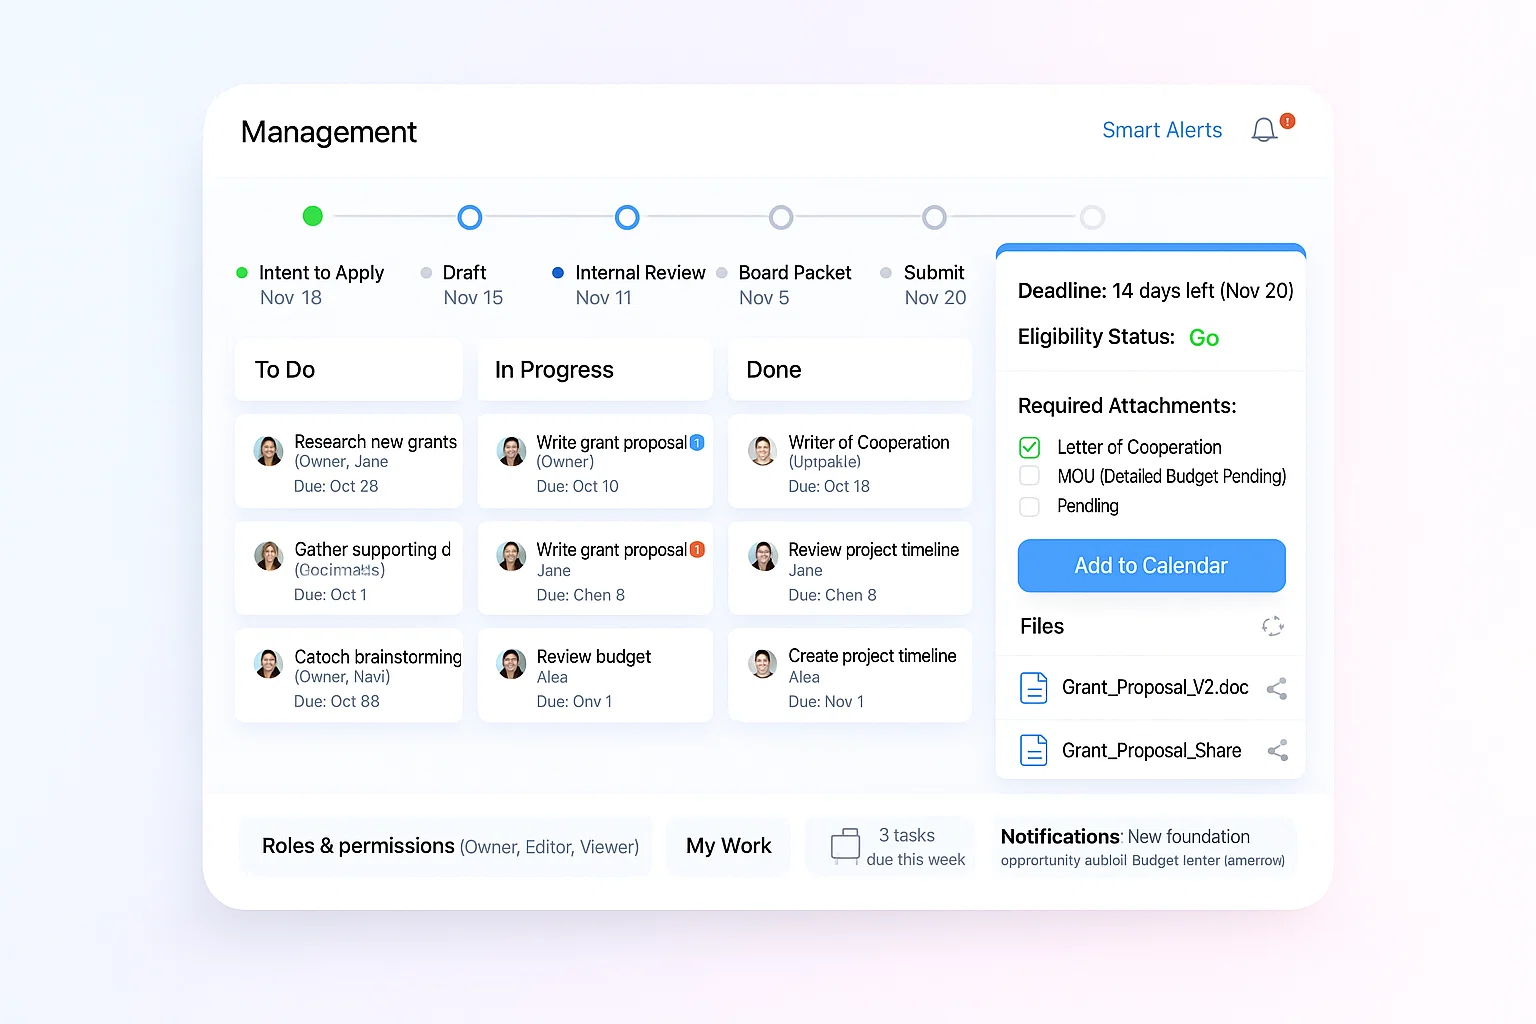 Management
Smart Alerts
!
Intent to Apply
Nov 18
Draft
Nov 15
Internal Review
Nov 11
Board Packet
Nov 5
Submit
Nov 20
To Do
Research new grants
(Owner, Jane
Due: Oct 28
Gather supporting d
Due: Oct 1
Catoch brainstorming
(Owner, Navi)
Due: Oct 88
In Progress
Write grant proposal 1
(Owner)
Due: Oct 10
Write grant proposal 1
Jane
Due: Chen 8
Review budget
Alea
Due: Onv 1
Done
Writer of Cooperation
(Uptpakle)
Due: Oct 18
Review project timeline
Jane
Due: Chen 8
Create project timeline
Alea
Due: Nov 1
Deadline: 14 days left (Nov 20)
Eligibility Status: Go
Required Attachments:
Letter of Cooperation
MOU (Detailed Budget Pending)
Pendling
Add to Calendar
Files
Grant_Proposal_V2.doc
Grant_Proposal_Share
Roles & permissions (Owner, Editor, Viewer)
My Work
3 tasks
due this week
Notifications: New foundation
opprortunity aubloil Budget lenter (amerrow)